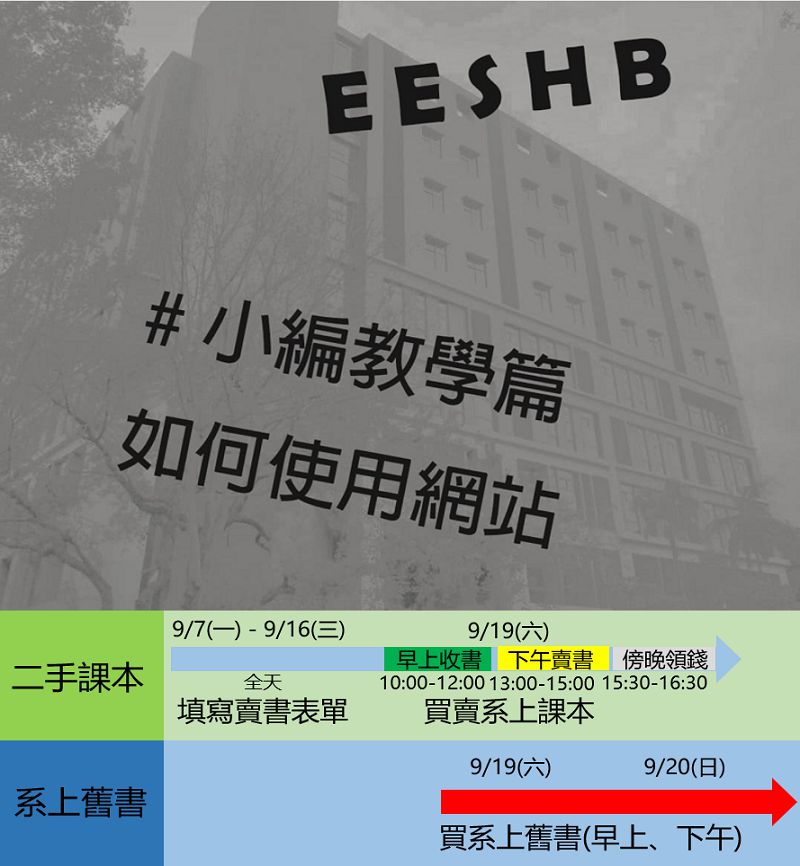 EESHB
# 小編教學篇
如何使用網站
二手課本
9/7(一) - 9/16(三)
9/19(六)
早上收書
下午賣書
傍晚領錢
全天
10:00-12:00
13:00-15:00
15:30-16:30
填寫賣書表單
買賣系上課本
系上舊書
9/19(六)
9/20(日)
買系上舊書(早上、下午)